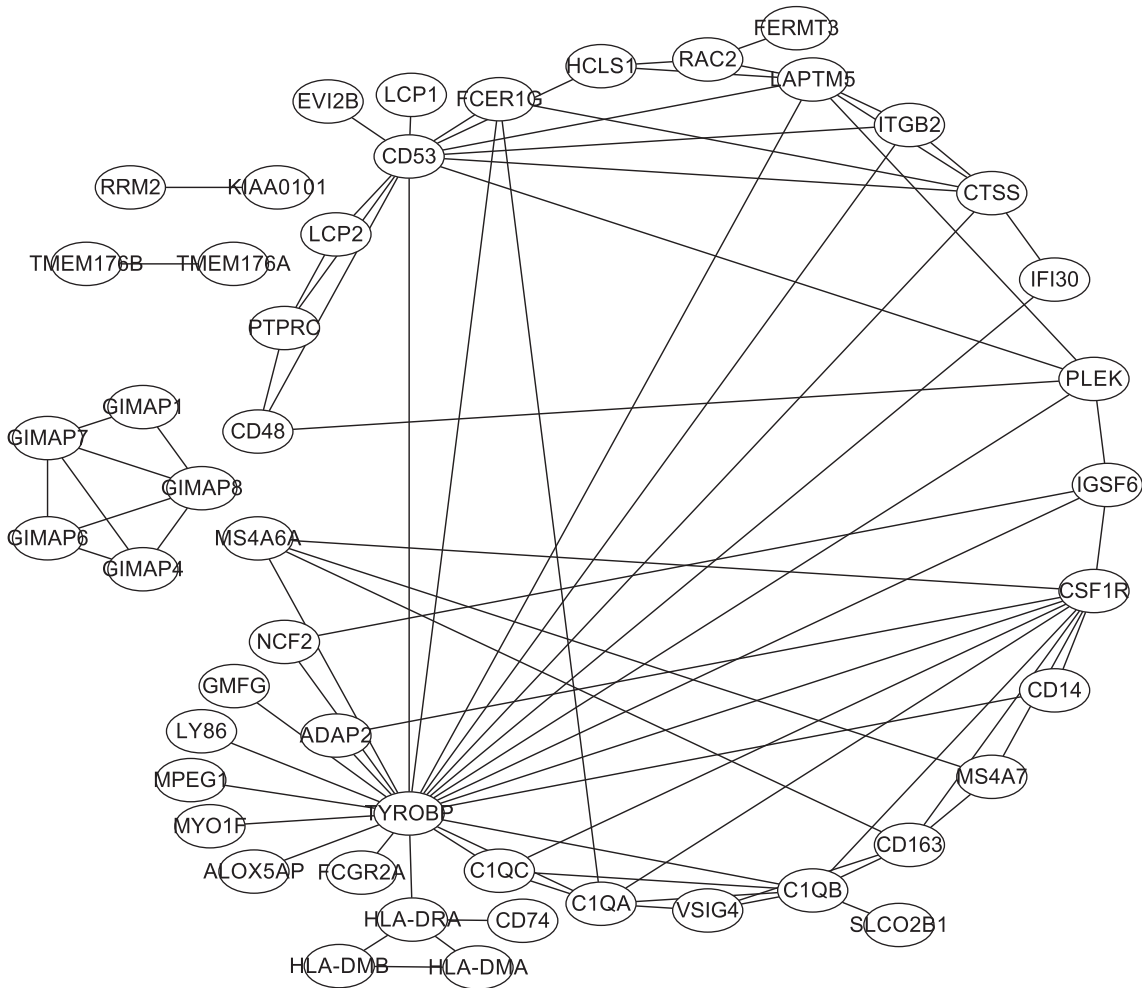 FERMT3
RAC2
HCLS1
LAPTM5
LCP1
FCER1G
EVI2B
ITGB2
CD53
RRM2
KIAA0101
CTSS
LCP2
TMEM176B
TMEM176A
IFI30
PTPRC
PLEK
GIMAP1
GIMAP7
CD48
GIMAP8
IGSF6
GIMAP6
MS4A6A
GIMAP4
CSF1R
NCF2
GMFG
CD14
LY86
ADAP2
MPEG1
MS4A7
TYROBP
MYO1F
CD163
ALOX5AP
FCGR2A
C1QC
C1QB
C1QA
VSIG4
HLA-DRA
CD74
SLCO2B1
HLA-DMB
HLA-DMA